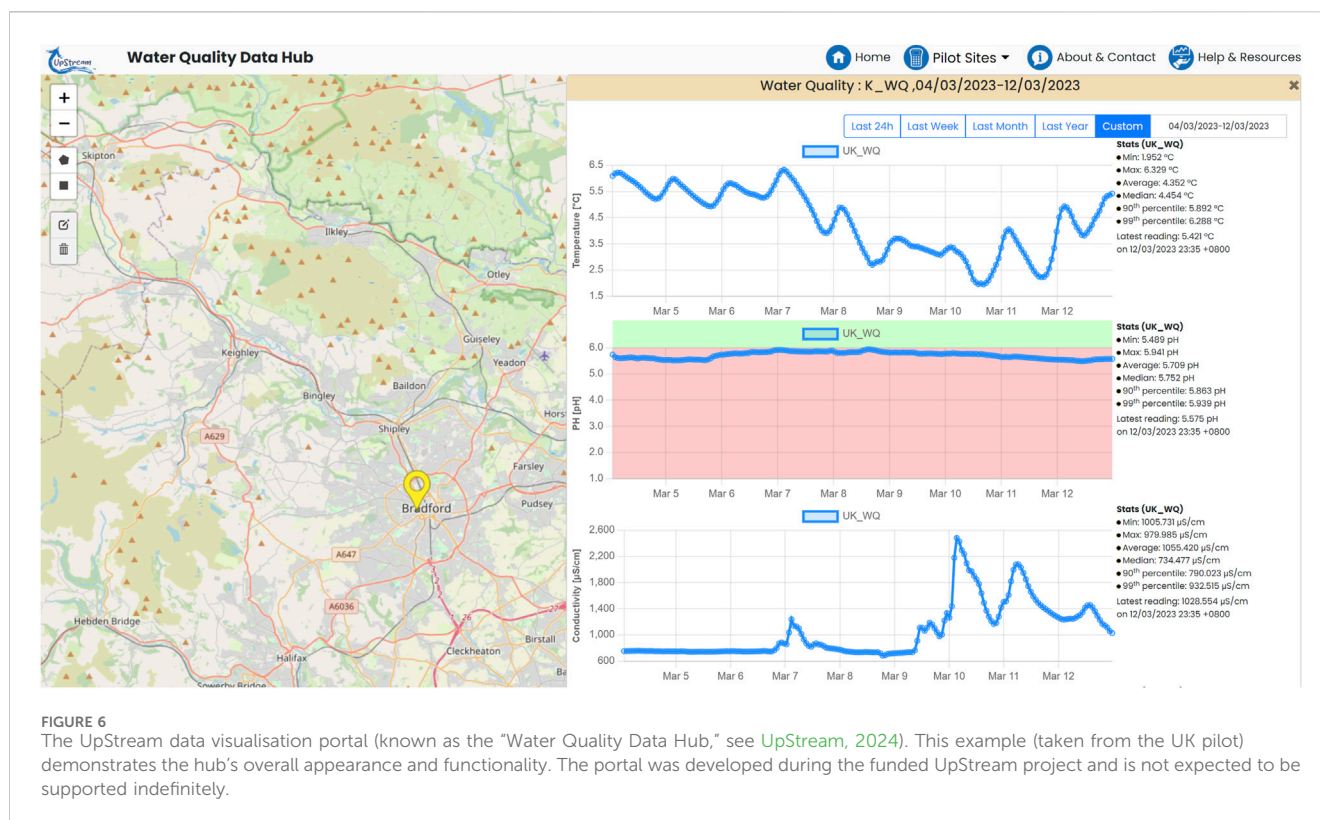 UpStream
Water Quality Data Hub
Home
Pilot Sites
About & Contact
Help & Resources
+
−
Skipton
Ilkley
Otley
Guiseley
Keighley
Yeadon
Baildon
Bingley
Horsf
Shipley
A629
Farsley
Bradford
Pudsey
A647
A6036
26
27
Hebden Bridge
Birstall
Halifax
Cleckheaton
Ba
Sowerby Bridge
Water Quality : K_WQ ,04/03/2023-12/03/2023
×
Last 24h Last Week Last Month Last Year Custom 04/03/2023-12/03/2023
UK_WQ
Temperature [°C]
6.5
5.5
4.5
3.5
2.5
1.5
Mar 5 Mar 6 Mar 7 Mar 8 Mar 9 Mar 10 Mar 11 Mar 12
Stats (UK_WQ)
● Min: 1.952 °C
● Max: 6.329 °C
● Average: 4.352 °C
● Median: 4.454 °C
● 90th percentile: 5.892 °C
● 99th percentile: 6.288 °C
Latest reading: 5.421 °C
on 12/03/2023 23:35 +0800
UK_WQ
PH [pH]
6.0
5.0
4.0
3.0
2.0
1.0
Mar 5 Mar 6 Mar 7 Mar 8 Mar 9 Mar 10 Mar 11 Mar 12
Stats (UK_WQ)
● Min: 5.489 pH
● Max: 5.941 pH
● Average: 5.709 pH
● Median: 5.752 pH
● 90th percentile: 5.863 pH
● 99th percentile: 5.939 pH
Latest reading: 5.575 pH
on 12/03/2023 23:35 +0800
UK_WQ
Conductivity [µS/cm]
2,600
2,200
1,800
1,400
1,000
600
Mar 5 Mar 6 Mar 7 Mar 8 Mar 9 Mar 10 Mar 11 Mar 12
Stats (UK_WQ)
● Min: 1005.731 µS/cm
● Max: 979.985 µS/cm
● Average: 1055.420 µS/cm
● Median: 734.477 µS/cm
● 90th percentile: 790.023 µS/cm
● 99th percentile: 932.515 µS/cm
Latest reading: 1028.554 µS/cm
on 12/03/2023 23:35 +0800
FIGURE 6
The UpStream data visualisation portal (known as the “Water Quality Data Hub,” see UpStream, 2024). This example (taken from the UK pilot)
demonstrates the hub’s overall appearance and functionality. The portal was developed during the funded UpStream project and is not expected to be
supported indefinitely.